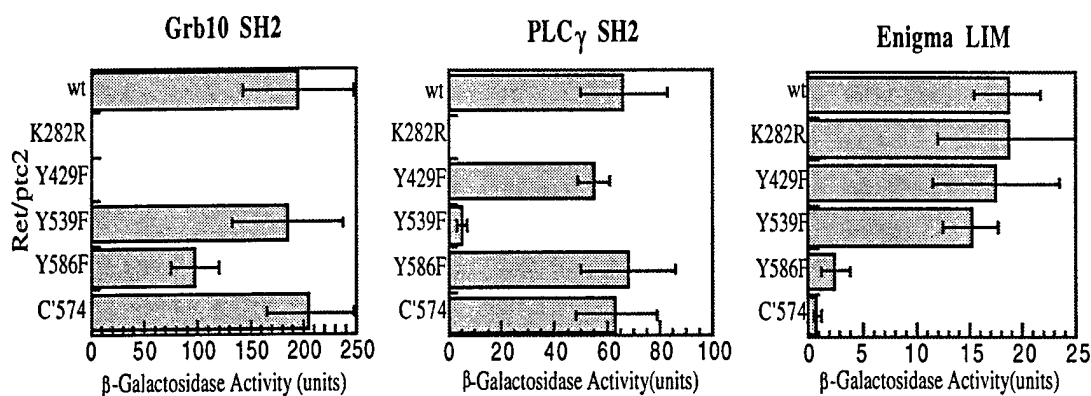 Grb10 SH2
PLCγ SH2
Enigma LIM
Ret/ptc2
wt
K282R
Y429F
Y539F
Y586F
C'574
0 50 100 150 200 250
β-Galactosidase Activity (units)
wt
K282R
Y429F
Y539F
Y586F
C'574
0 20 40 60 80 100
β-Galactosidase Activity(units)
wt
K282R
Y429F
Y539F
Y586F
C'574
0 5 10 15 20 25
β-Galactosidase Activity(units)